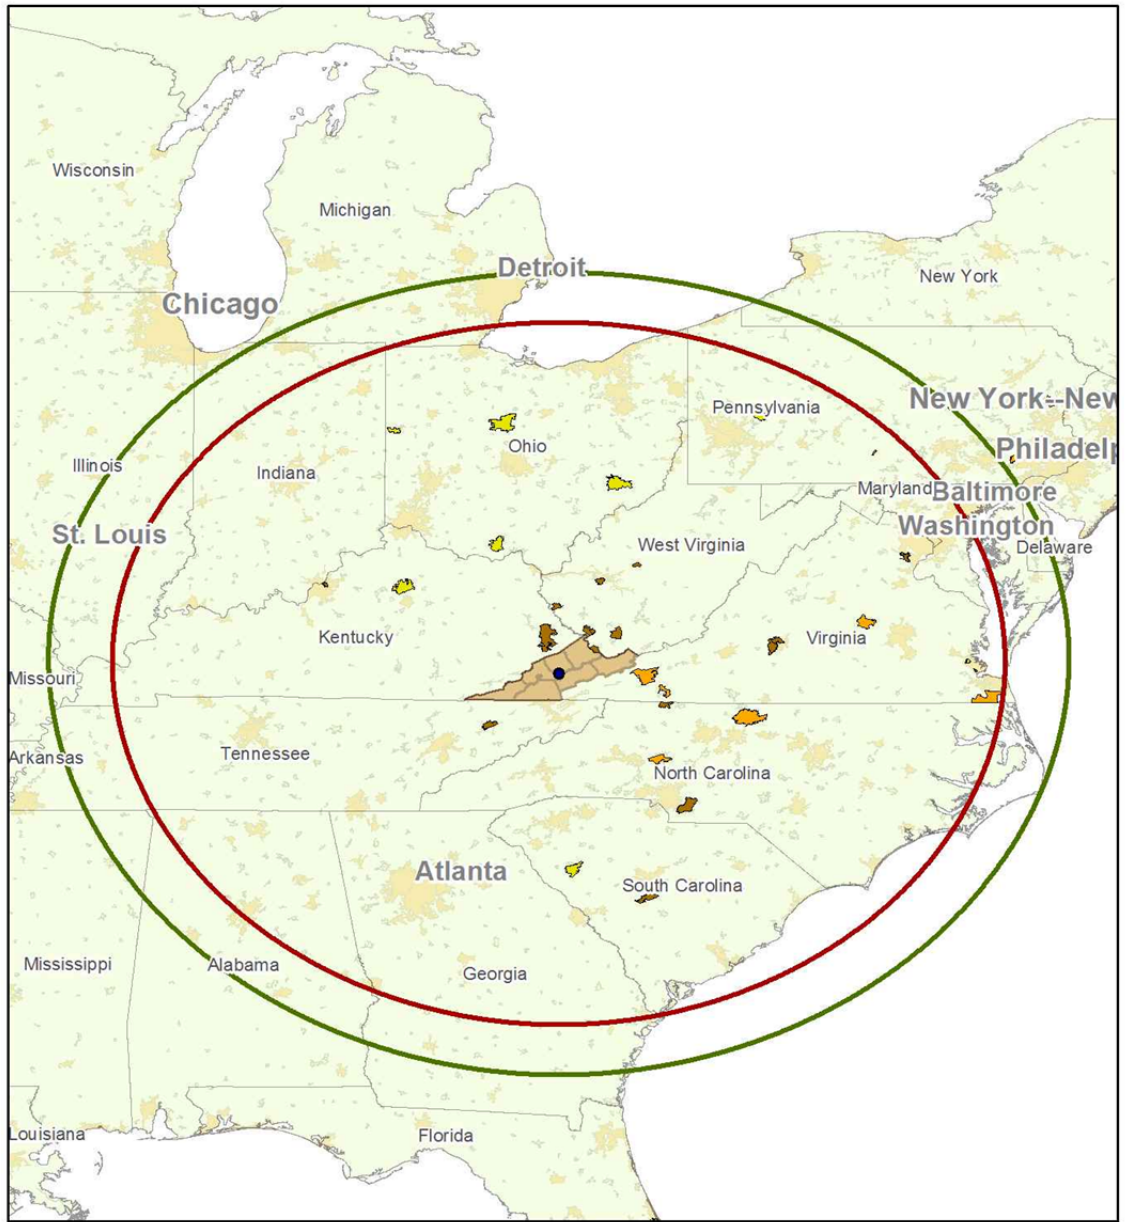 Wisconsin
Michigan
Detroit
New York
Chicago
New York--New
Pennsylvania
Ohio
Philadelp
Illinois
Indiana
Maryland
Baltimore
St. Louis
Washington
West Virginia
Delaware
Kentucky
Virginia
Missouri
Arkansas
Tennessee
North Carolina
Atlanta
South Carolina
Mississippi
Alabama
Georgia
Louisiana
Florida